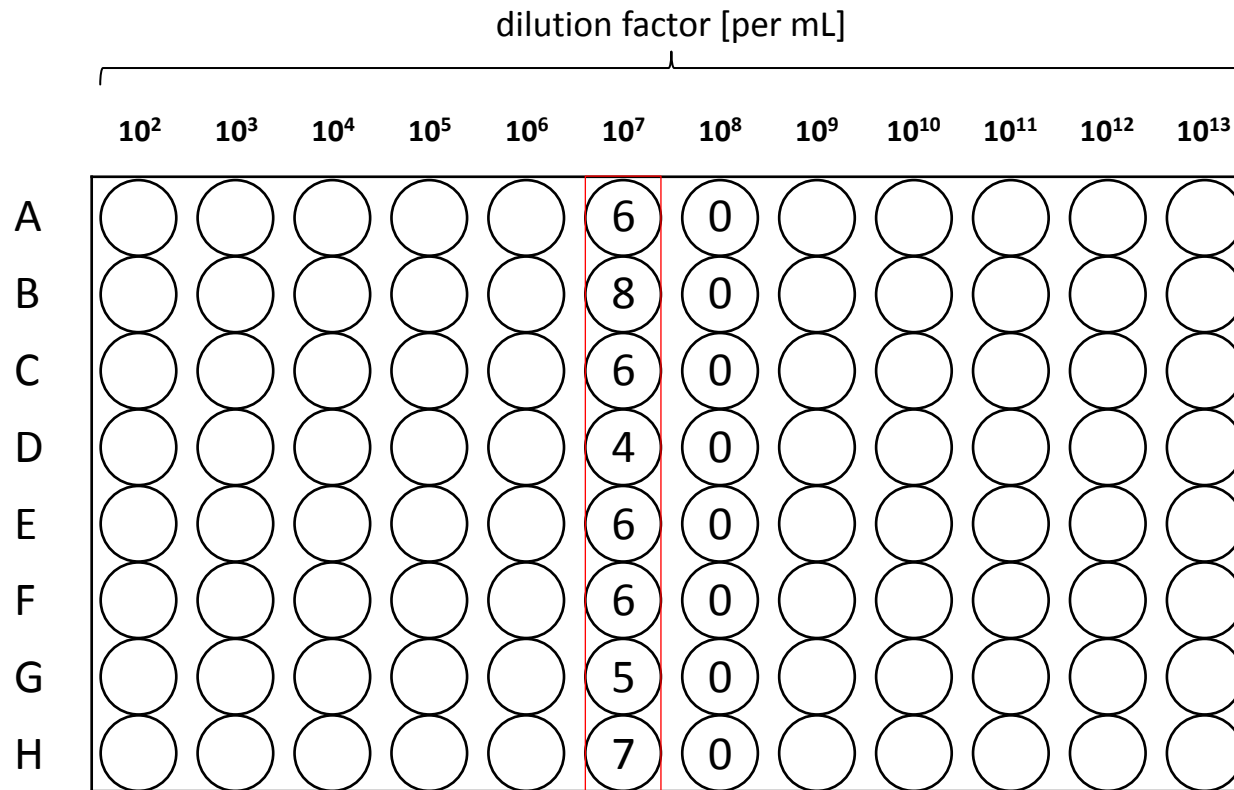 dilution factor [per mL]
10² 10³ 10⁴ 10⁵ 10⁶ 10⁷ 10⁸ 10⁹ 10¹⁰ 10¹¹ 10¹² 10¹³
A 6 0
B 8 0
C 6 0
D 4 0
E 6 0
F 6 0
G 5 0
H 7 0